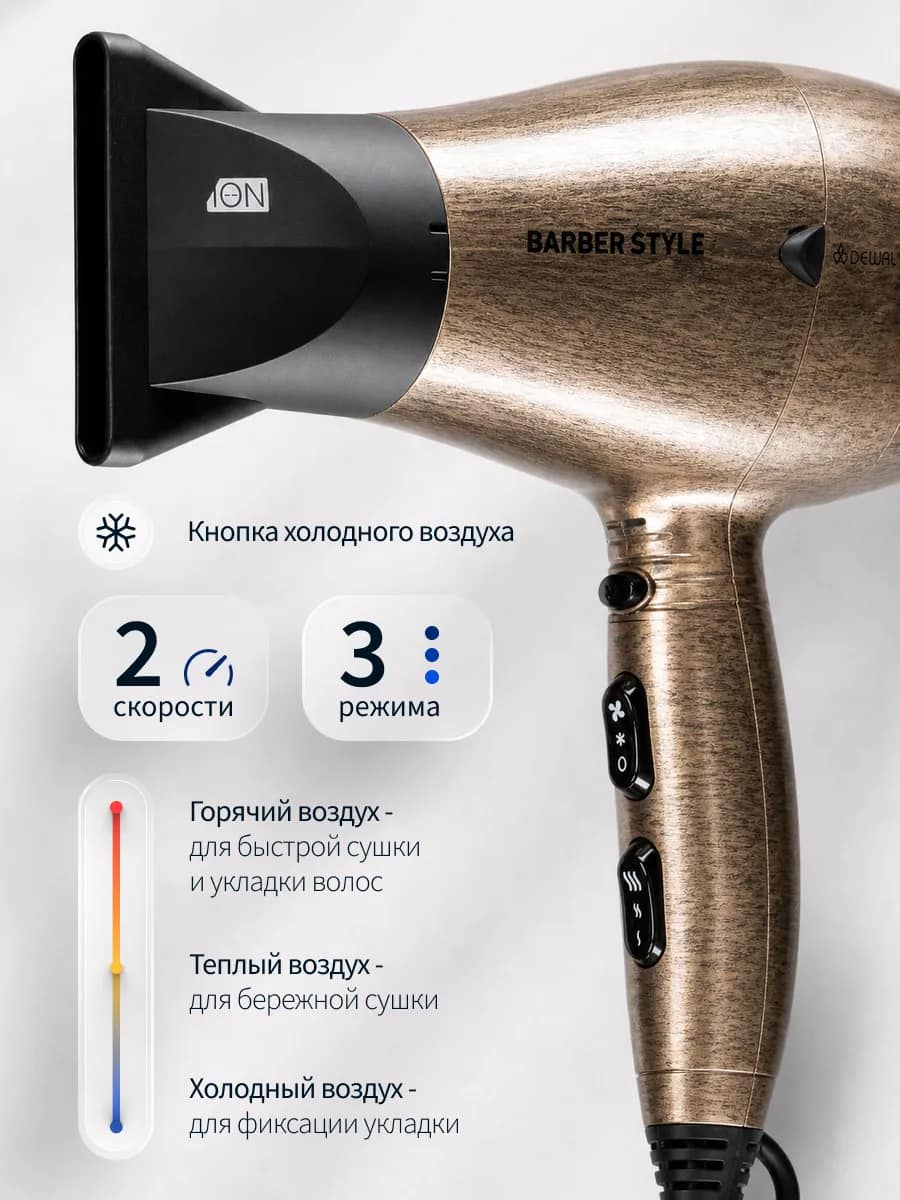 ION
BARBER STYLE
DEWAL
Кнопка холодного воздуха
2
скорости
3
режима
Горячий воздух -
для быстрой сушки
и укладки волос
Теплый воздух -
для бережной сушки
Холодный воздух -
для фиксации укладки